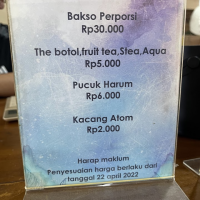 Bakso Perporsi
Rp30.000
The botol,fruit tea,Stea,Aqua
Rp5.000
Pucuk Harum
Rp6.000
Kacang Atom
Rp2.000
Harap maklum
Penyesuaian harga berlaku dari
tanggal 22 april 2022